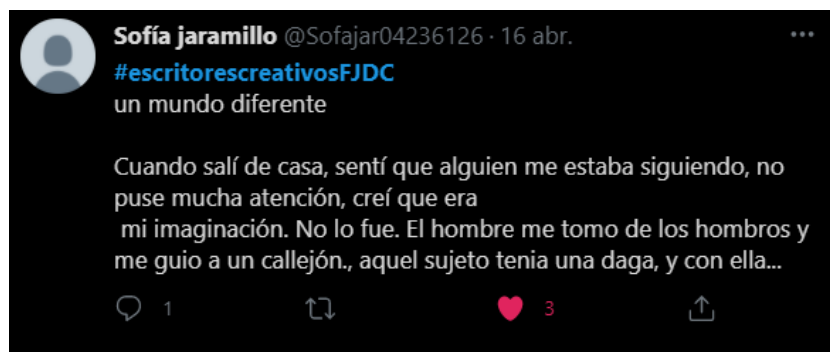 Sofía jaramillo @Sofajar04236126 · 16 abr.
#escritorescreativosFJDC
un mundo diferente
Cuando salí de casa, sentí que alguien me estaba siguiendo, no
puse mucha atención, creí que era
mi imaginación. No lo fue. El hombre me tomo de los hombros y
me guio a un callejón., aquel sujeto tenia una daga, y con ella...
1 3